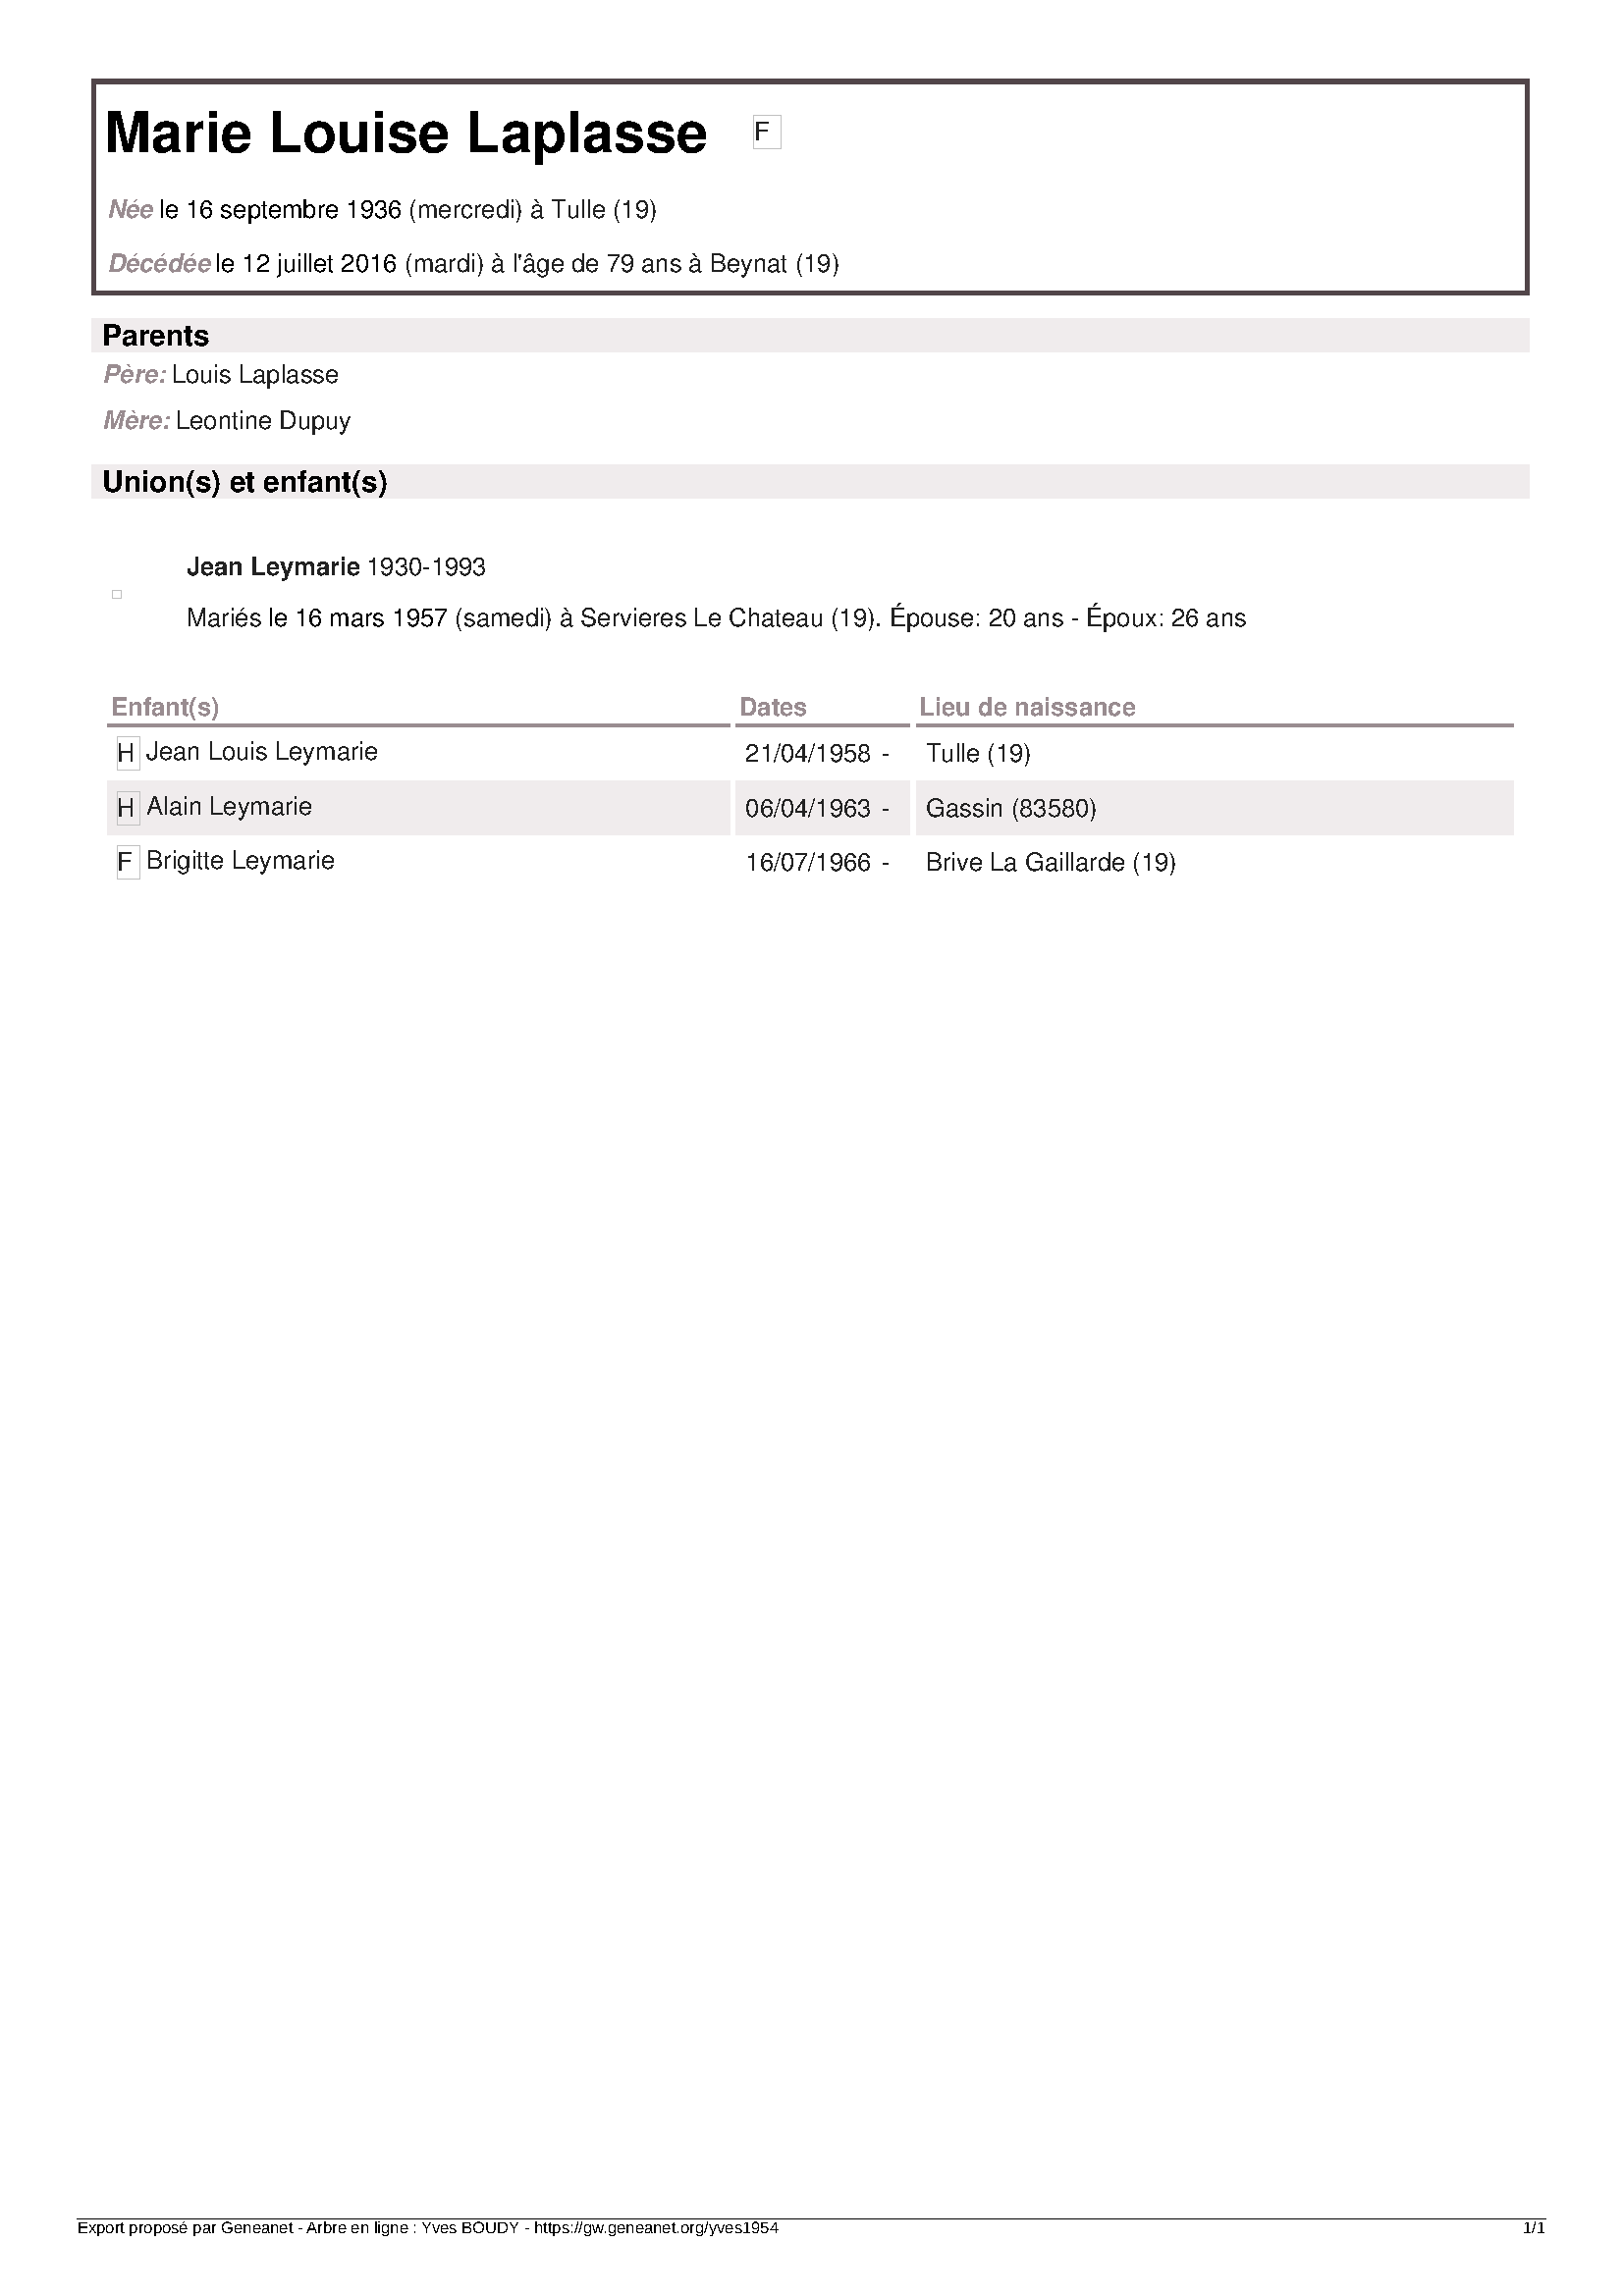 Marie Louise Laplasse F
Née le 16 septembre 1936 (mercredi) à Tulle (19)
Décédée le 12 juillet 2016 (mardi) à l'âge de 79 ans à Beynat (19)
Parents
Père: Louis Laplasse
Mère: Leontine Dupuy
Union(s) et enfant(s)
Jean Leymarie 1930-1993
Mariés le 16 mars 1957 (samedi) à Servieres Le Chateau (19). Épouse: 20 ans - Époux: 26 ans
Enfant(s) Dates Lieu de naissance
H Jean Louis Leymarie 21/04/1958 - Tulle (19)
H Alain Leymarie 06/04/1963 - Gassin (83580)
F Brigitte Leymarie 16/07/1966 - Brive La Gaillarde (19)
Export proposé par Geneanet - Arbre en ligne : Yves BOUDY - https://gw.geneanet.org/yves1954 1/1